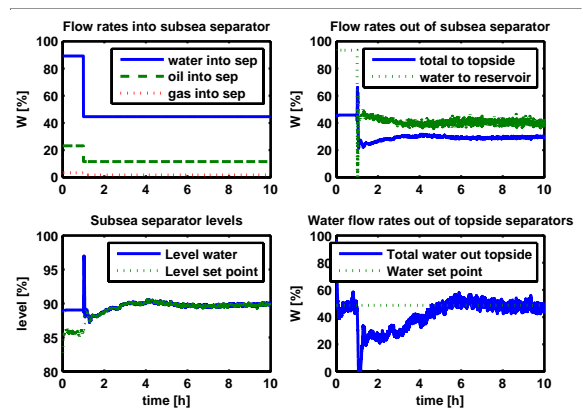 Flow rates into subsea separator
W [%]
100
80
60
40
20
0
water into sep
oil into sep
gas into sep
0 2 4 6 8 10
Flow rates out of subsea separator
W [%]
100
80
60
40
20
0
total to topside
water to reservoir
0 2 4 6 8 10
Subsea separator levels
level [%]
100
95
90
85
80
Level water
Level set point
0 2 4 6 8 10
time [h]
Water flow rates out of topside separators
W [%]
100
80
60
40
20
0
Total water out topside
Water set point
0 2 4 6 8 10
time [h]